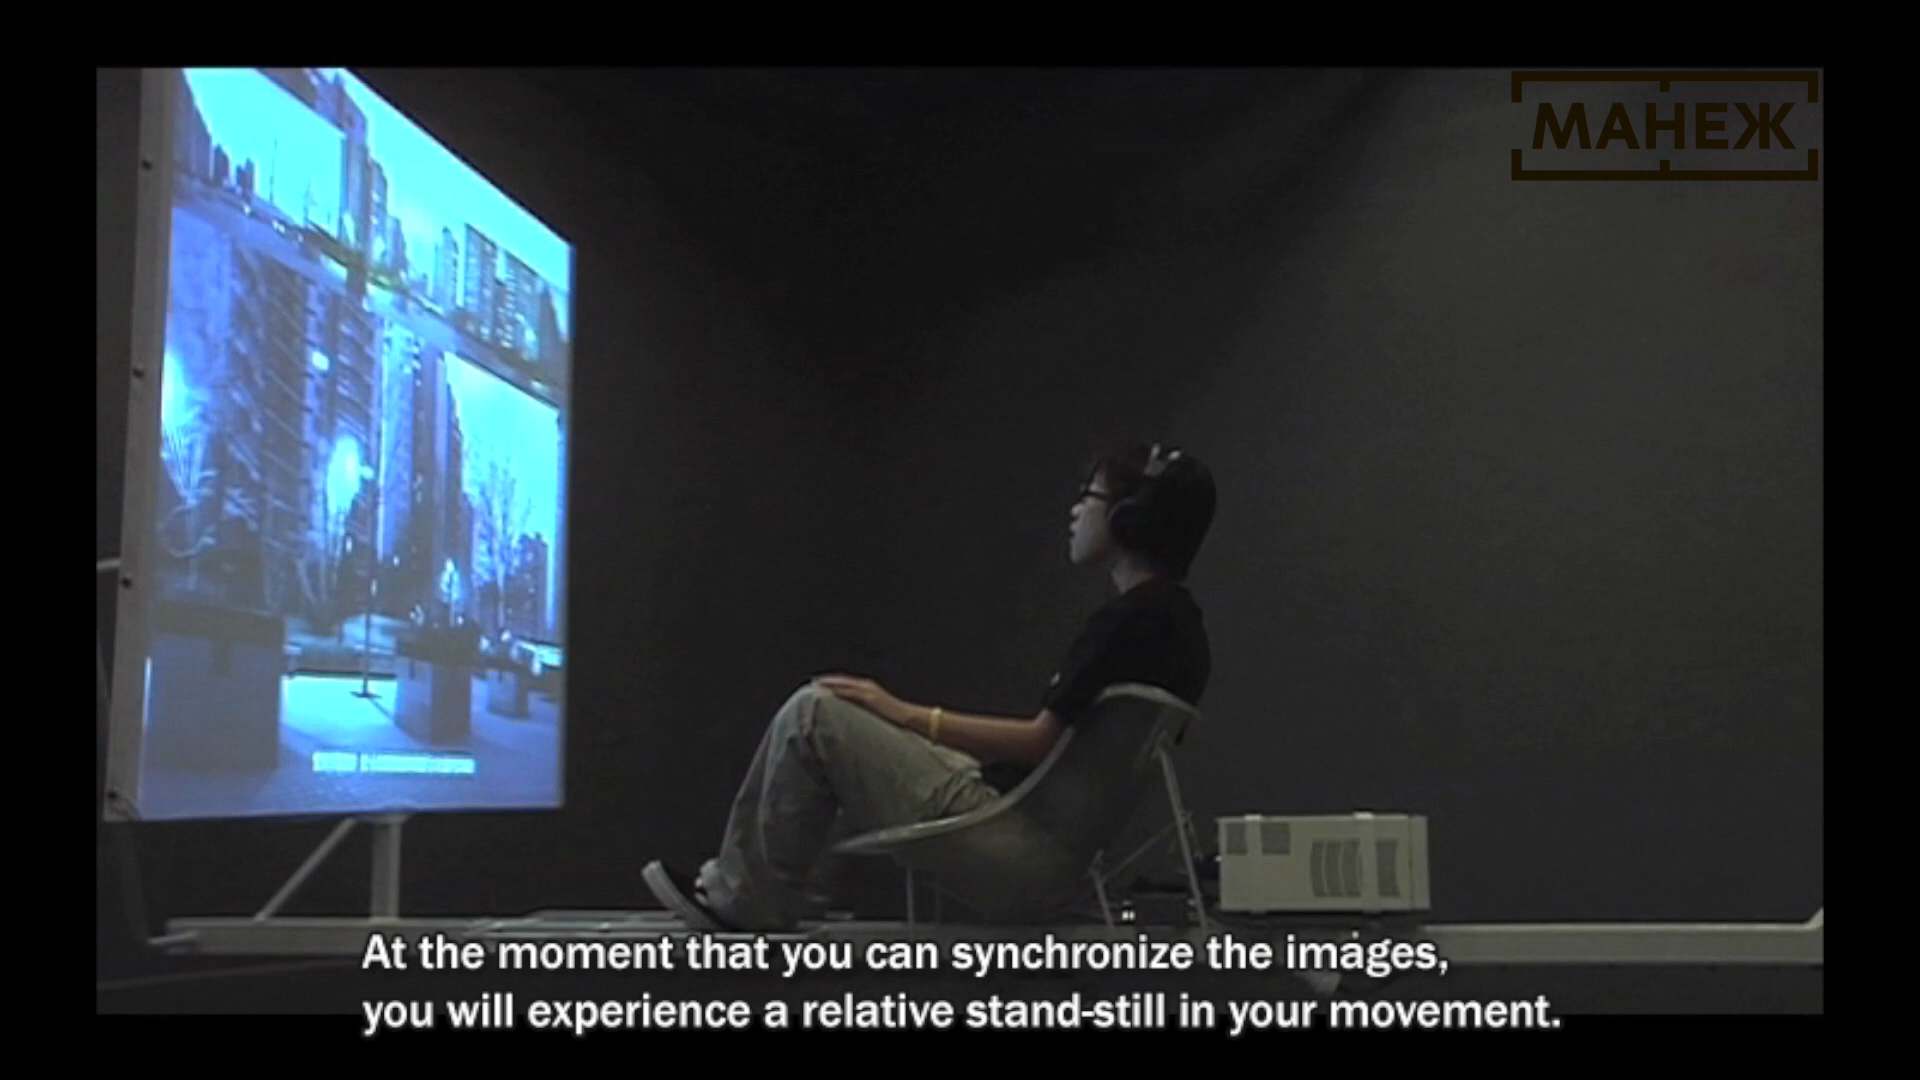 МАНЕЖ
At the moment that you can synchronize the images,
you will experience a relative stand-still in your movement.